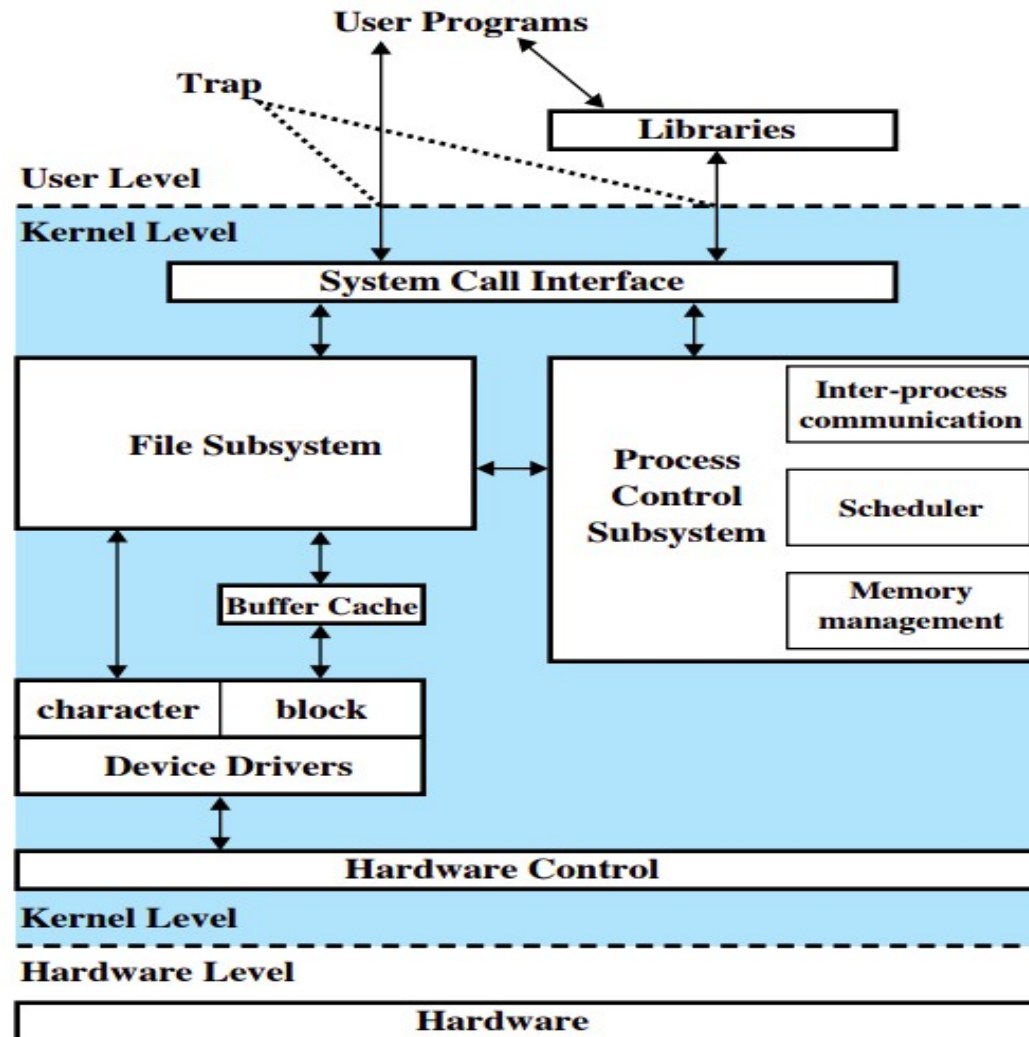 User Programs
Trap
Libraries
User Level
Kernel Level
System Call Interface
File Subsystem
Process
Control
Subsystem
Inter-process
communication
Scheduler
Memory
management
Buffer Cache
character
block
Device Drivers
Hardware Control
Kernel Level
Hardware Level
Hardware